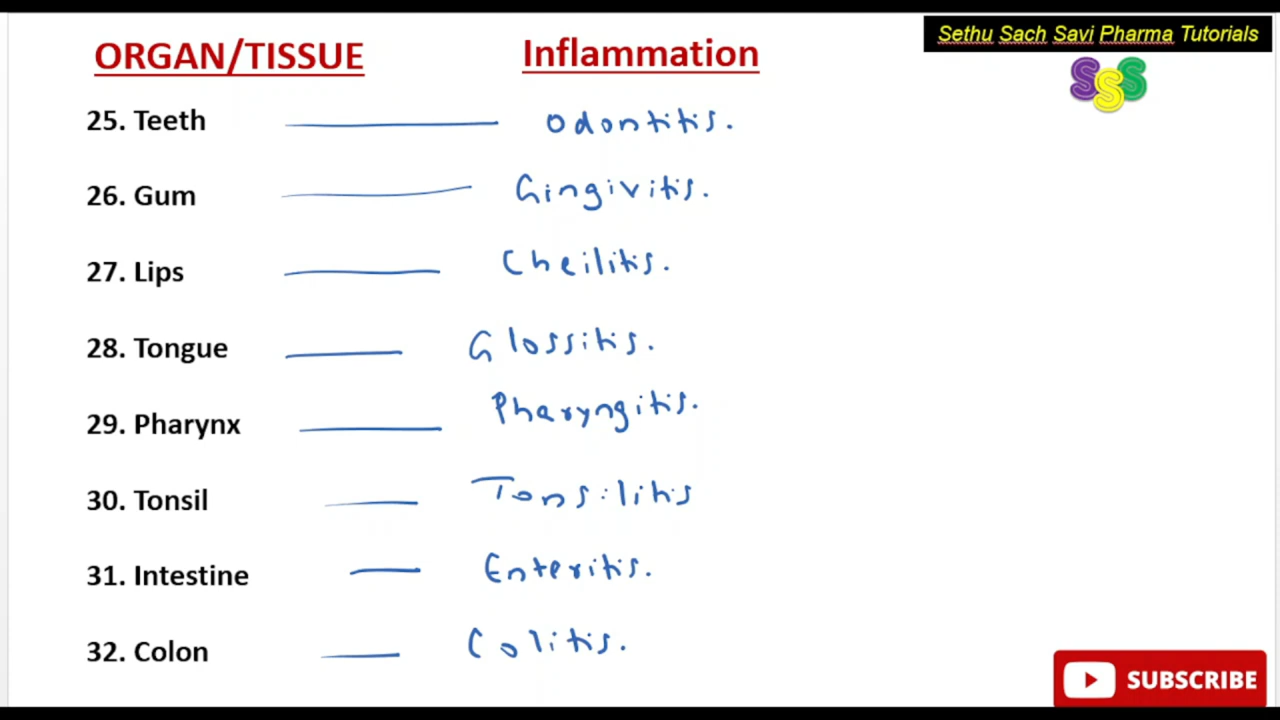 Sethu Sach Savi Pharma Tutorials
SSS
ORGAN/TISSUE Inflammation
25. Teeth Odontitis.
26. Gum Gingivitis.
27. Lips Cheilitis.
28. Tongue Glossitis.
29. Pharynx Pharyngitis.
30. Tonsil Tonsilitis
31. Intestine Enteritis.
32. Colon Colitis.
SUBSCRIBE